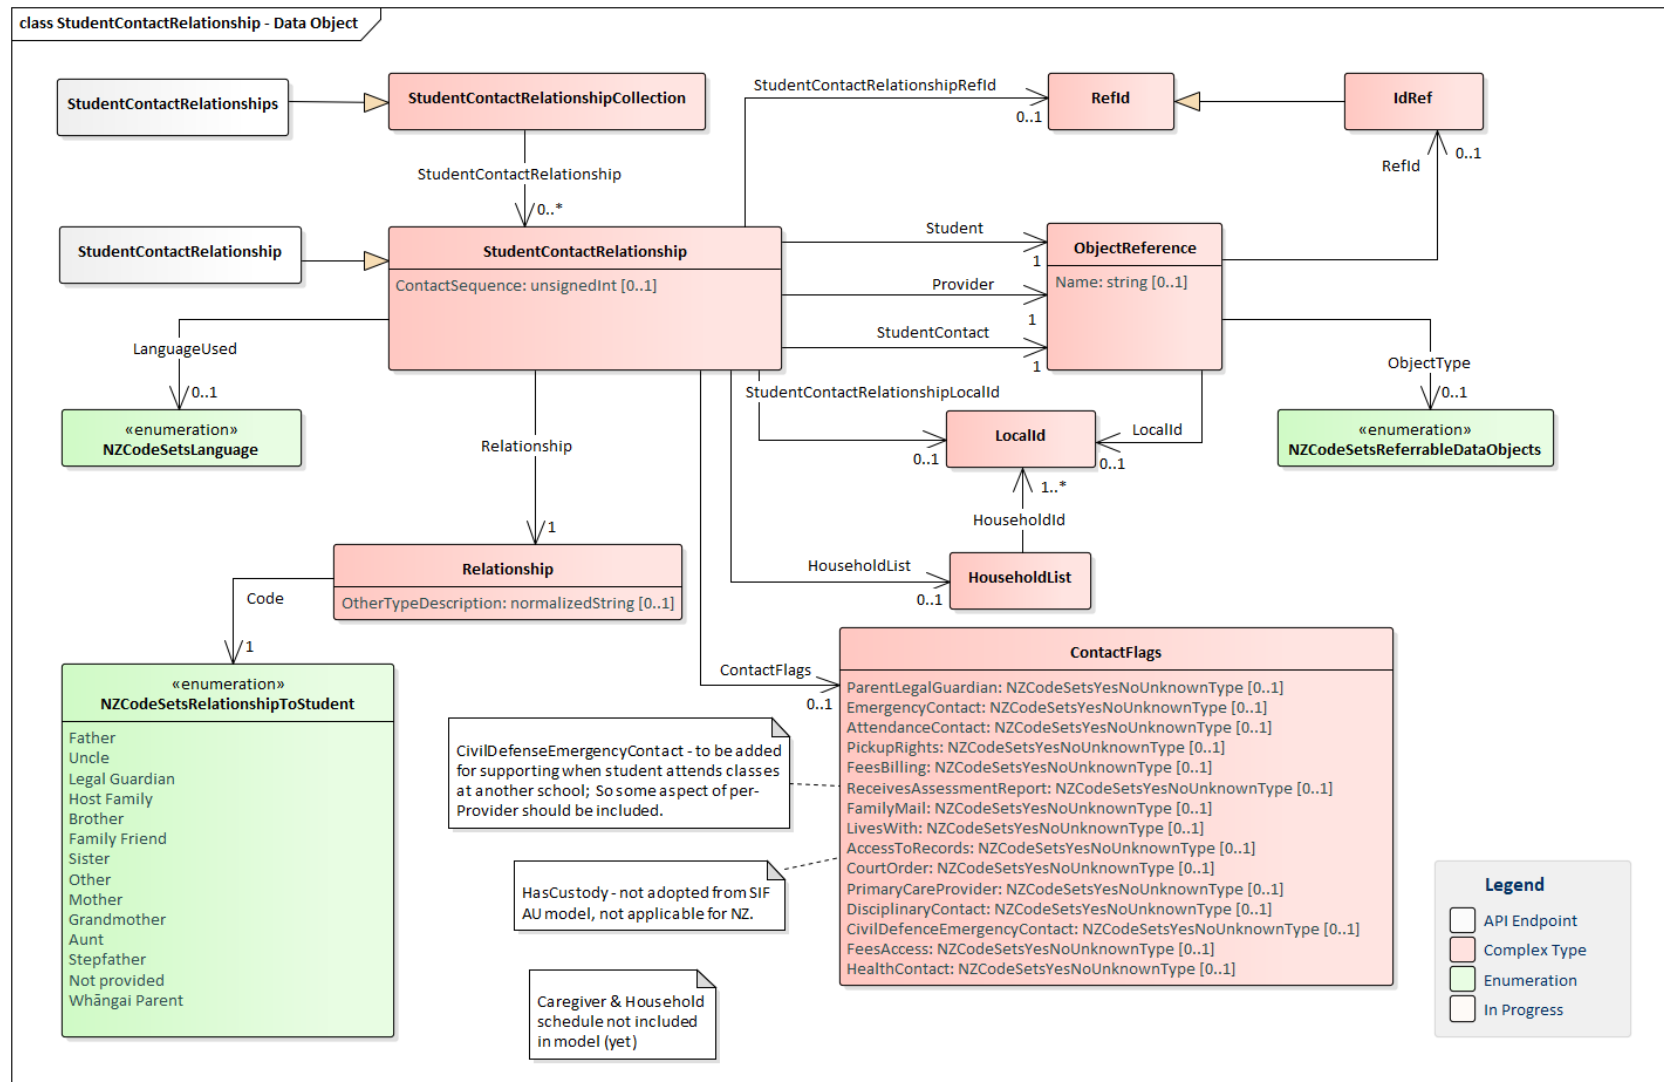 class StudentContactRelationship - Data Object
StudentContactRelationships
StudentContactRelationshipCollection
StudentContactRelationshipRefId
0..1
RefId
IdRef
0..1
RefId
StudentContactRelationship
0..*
StudentContactRelationship
StudentContactRelationship
ContactSequence: unsignedInt [0..1]
Student
1
Provider
1
StudentContact
1
ObjectReference
Name: string [0..1]
LanguageUsed
0..1
«enumeration»
NZCodeSetsLanguage
StudentContactRelationshipLocalId
0..1
LocalId
LocalId
0..1
ObjectType
0..1
«enumeration»
NZCodeSetsReferrableDataObjects
Relationship
1
1..*
HouseholdId
HouseholdList
0..1
HouseholdList
Relationship
OtherTypeDescription: normalizedString [0..1]
Code
1
«enumeration»
NZCodeSetsRelationshipToStudent
Father
Uncle
Legal Guardian
Host Family
Brother
Family Friend
Sister
Other
Mother
Grandmother
Aunt
Stepfather
Not provided
Whāngai Parent
ContactFlags
0..1
ContactFlags
ParentLegalGuardian: NZCodeSetsYesNoUnknownType [0..1]
EmergencyContact: NZCodeSetsYesNoUnknownType [0..1]
AttendanceContact: NZCodeSetsYesNoUnknownType [0..1]
PickupRights: NZCodeSetsYesNoUnknownType [0..1]
FeesBilling: NZCodeSetsYesNoUnknownType [0..1]
ReceivesAssessmentReport: NZCodeSetsYesNoUnknownType [0..1]
FamilyMail: NZCodeSetsYesNoUnknownType [0..1]
LivesWith: NZCodeSetsYesNoUnknownType [0..1]
AccessToRecords: NZCodeSetsYesNoUnknownType [0..1]
CourtOrder: NZCodeSetsYesNoUnknownType [0..1]
PrimaryCareProvider: NZCodeSetsYesNoUnknownType [0..1]
DisciplinaryContact: NZCodeSetsYesNoUnknownType [0..1]
CivilDefenceEmergencyContact: NZCodeSetsYesNoUnknownType [0..1]
FeesAccess: NZCodeSetsYesNoUnknownType [0..1]
HealthContact: NZCodeSetsYesNoUnknownType [0..1]
CivilDefenseEmergencyContact - to be added
for supporting when student attends classes
at another school; So some aspect of per-
Provider should be included.
HasCustody - not adopted from SIF
AU model, not applicable for NZ.
Caregiver & Household
schedule not included
in model (yet)
Legend
API Endpoint
Complex Type
Enumeration
In Progress